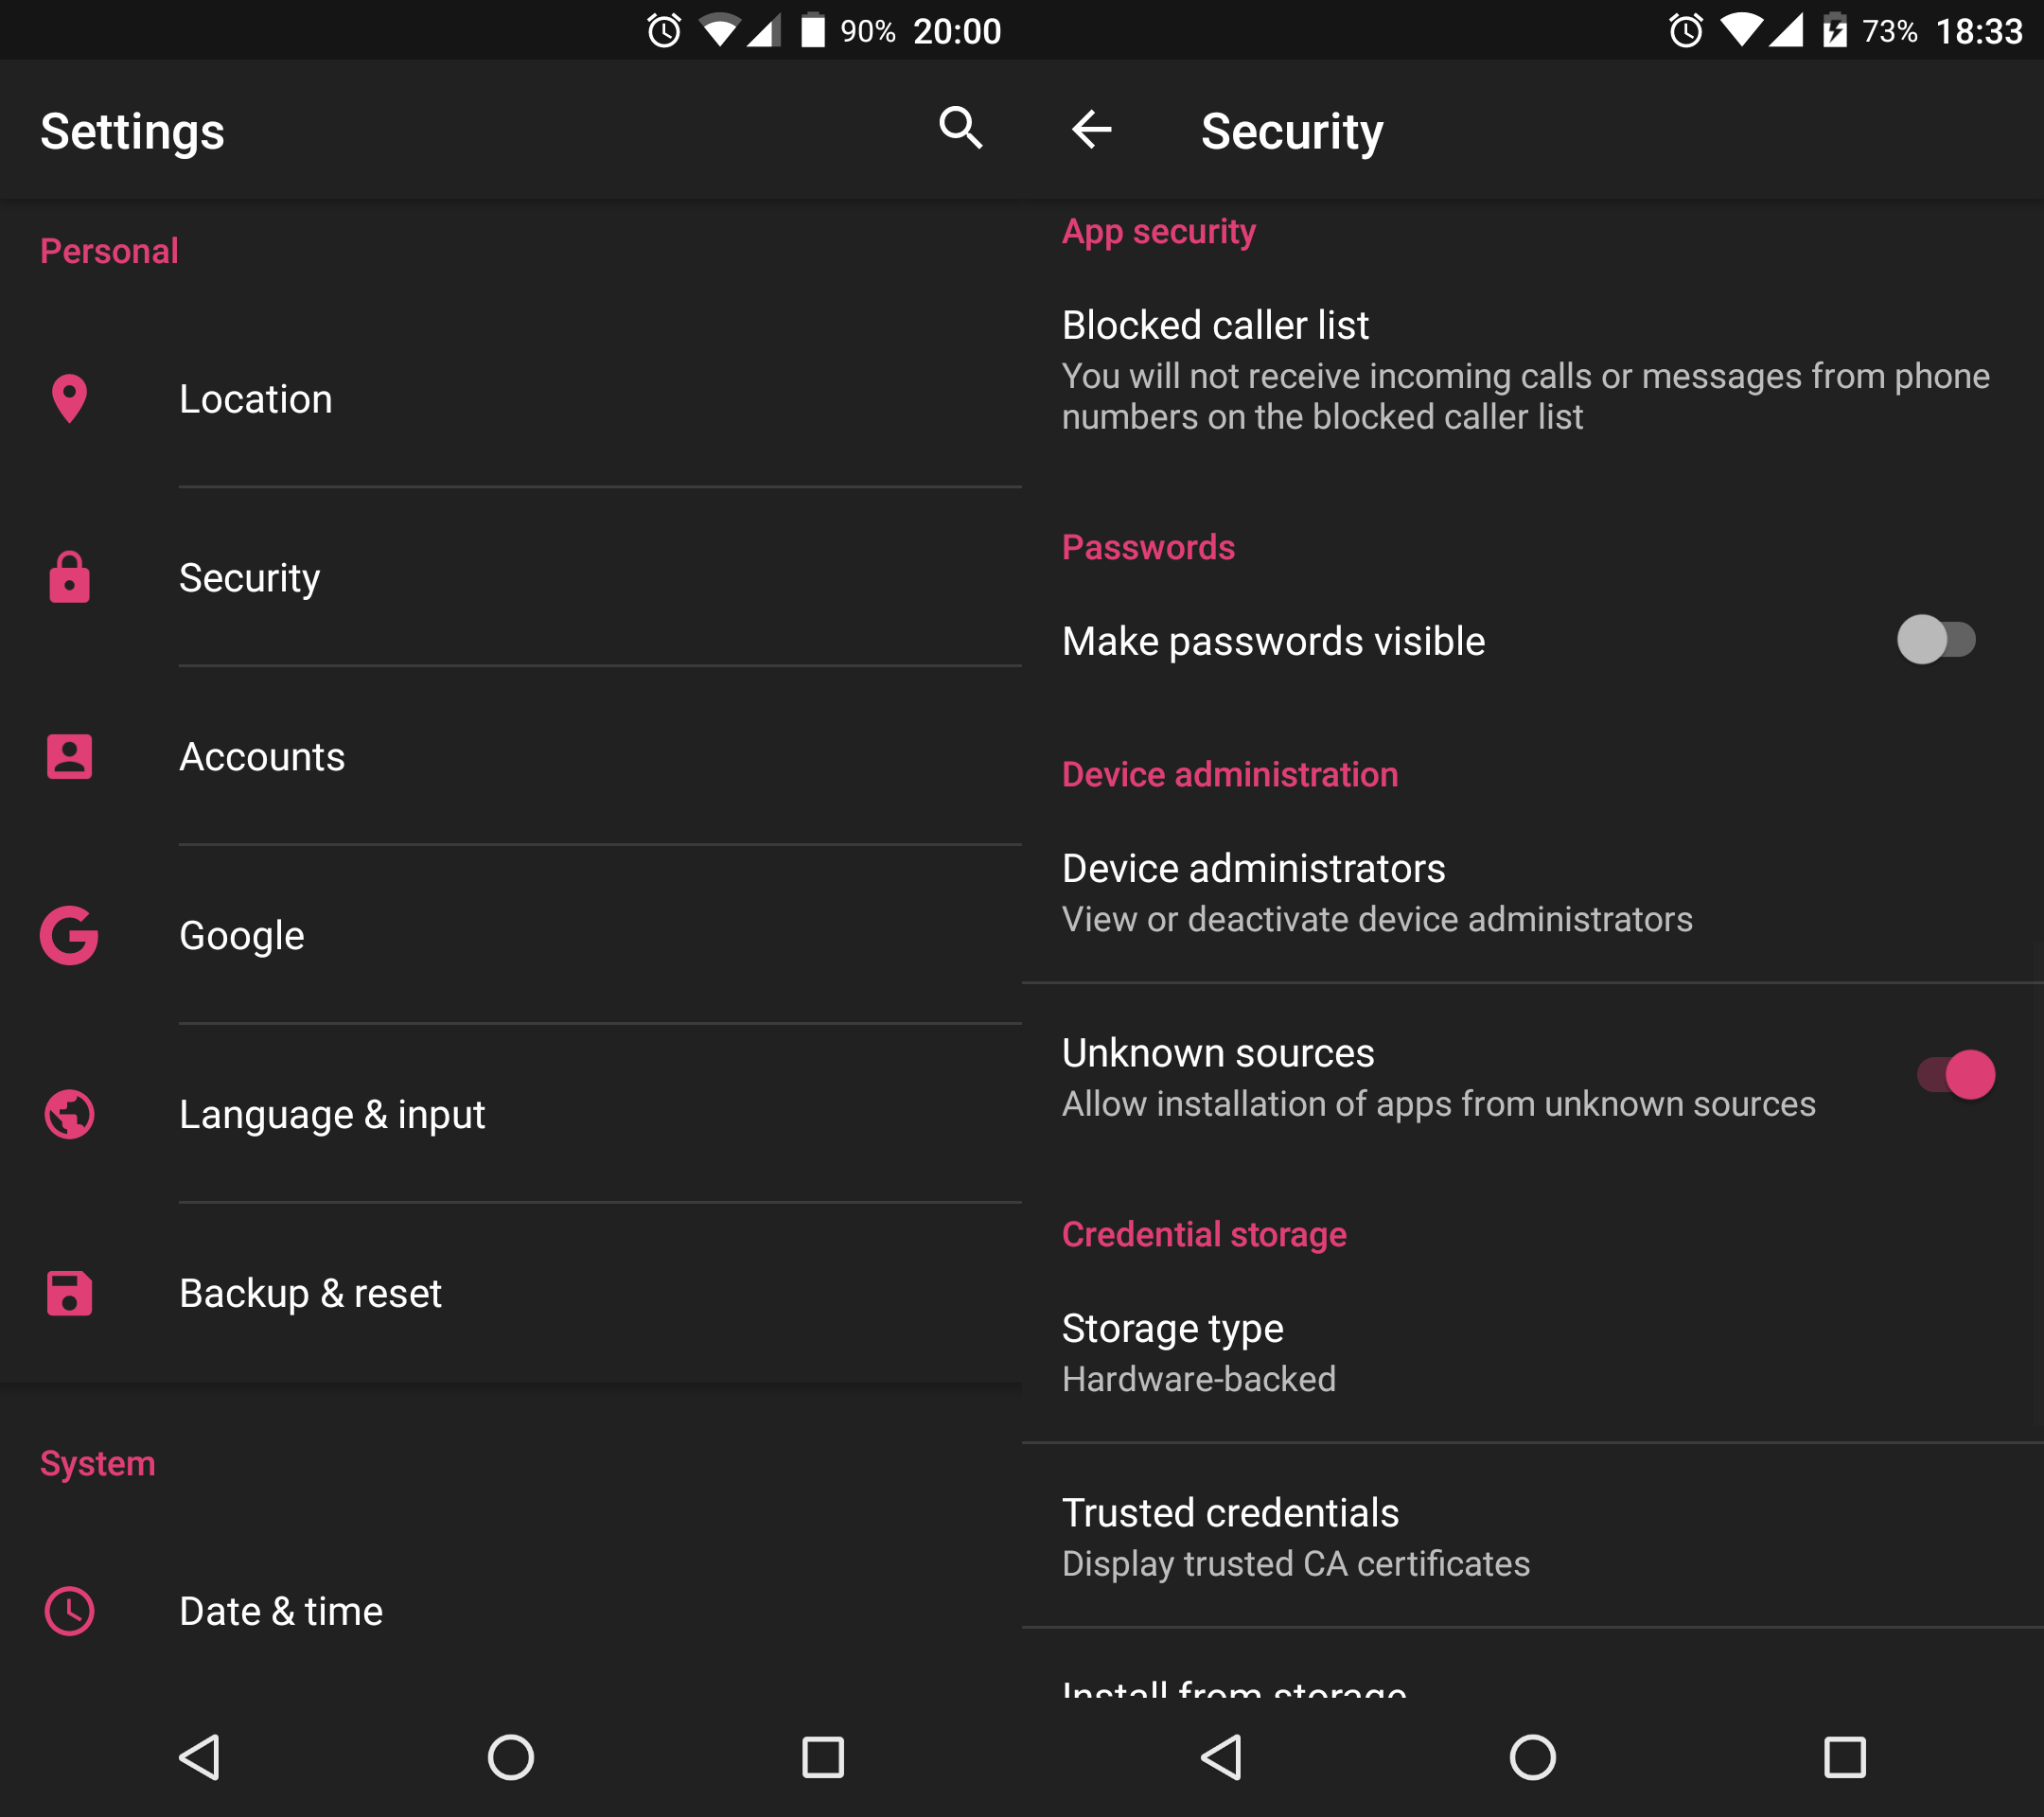 90% 20:00
Settings
Personal
Location
Security
Accounts
Google
Language & input
Backup & reset
System
Date & time
73% 18:33
Security
App security
Blocked caller list
You will not receive incoming calls or messages from phone
numbers on the blocked caller list
Passwords
Make passwords visible
Device administration
Device administrators
View or deactivate device administrators
Unknown sources
Allow installation of apps from unknown sources
Credential storage
Storage type
Hardware-backed
Trusted credentials
Display trusted CA certificates
Install from storage